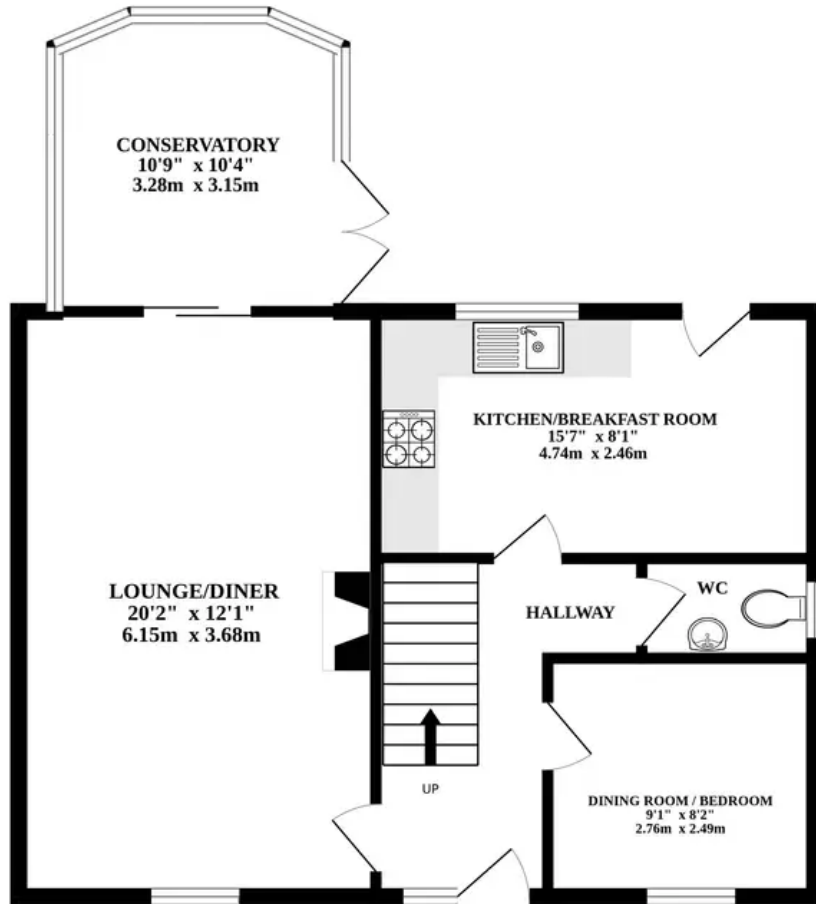 CONSERVATORY
10'9" x 10'4"
3.28m x 3.15m
KITCHEN/BREAKFAST ROOM
15'7" x 8'1"
4.74m x 2.46m
LOUNGE/DINER
20'2" x 12'1"
6.15m x 3.68m
HALLWAY
WC
UP
DINING ROOM / BEDROOM
9'1" x 8'2"
2.76m x 2.49m